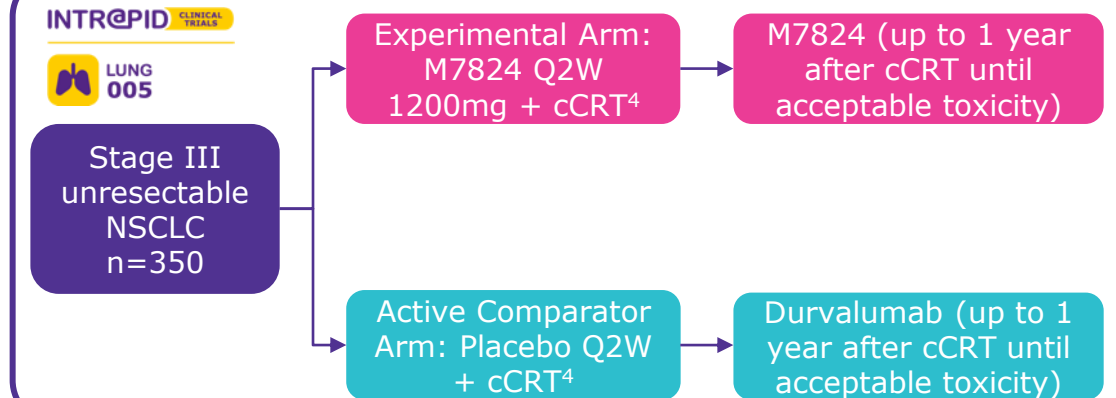 INTR@PID CLINICAL
TRIALS
LUNG
005
Stage III
unresectable
NSCLC
n=350
Experimental Arm:
M7824 Q2W
1200mg + cCRT⁴
M7824 (up to 1 year
after cCRT until
acceptable toxicity)
Active Comparator
Arm: Placebo Q2W
+ cCRT⁴
Durvalumab (up to 1
year after cCRT until
acceptable toxicity)